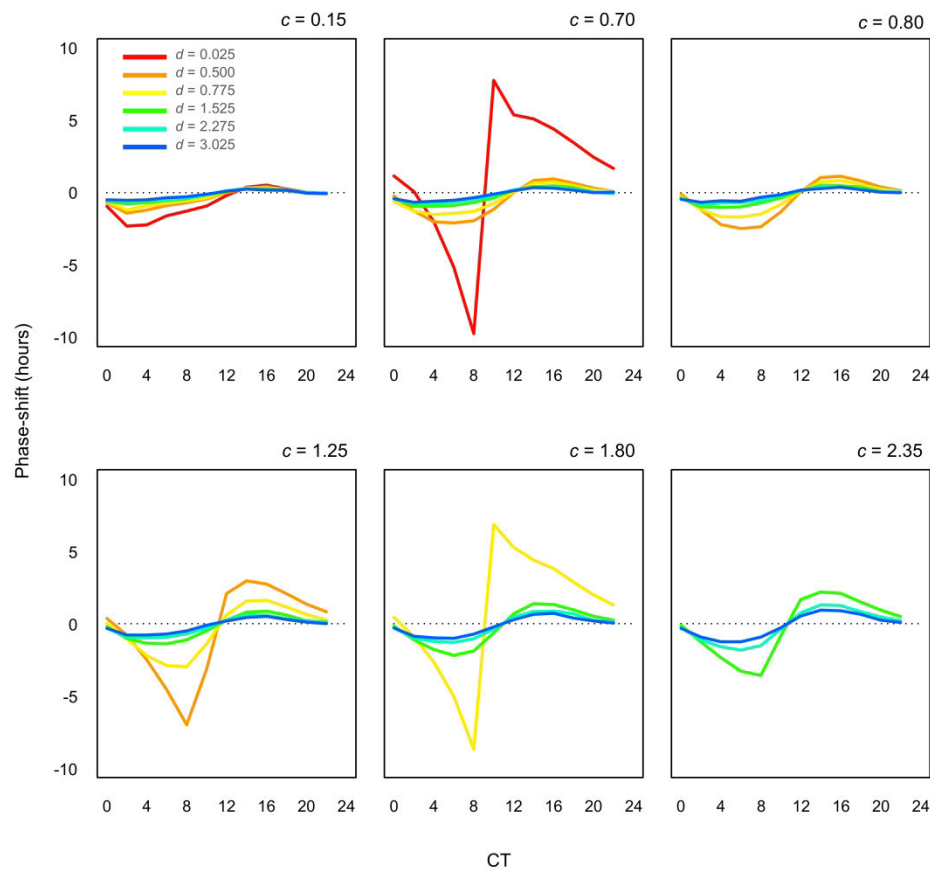 c = 0.15
c = 0.70
c = 0.80
10
5
0
-5
-10
d = 0.025
d = 0.500
d = 0.775
d = 1.525
d = 2.275
d = 3.025
0 4 8 12 16 20 24
0 4 8 12 16 20 24
0 4 8 12 16 20 24
Phase-shift (hours)
c = 1.25
c = 1.80
c = 2.35
10
5
0
-5
-10
0 4 8 12 16 20 24
0 4 8 12 16 20 24
0 4 8 12 16 20 24
CT